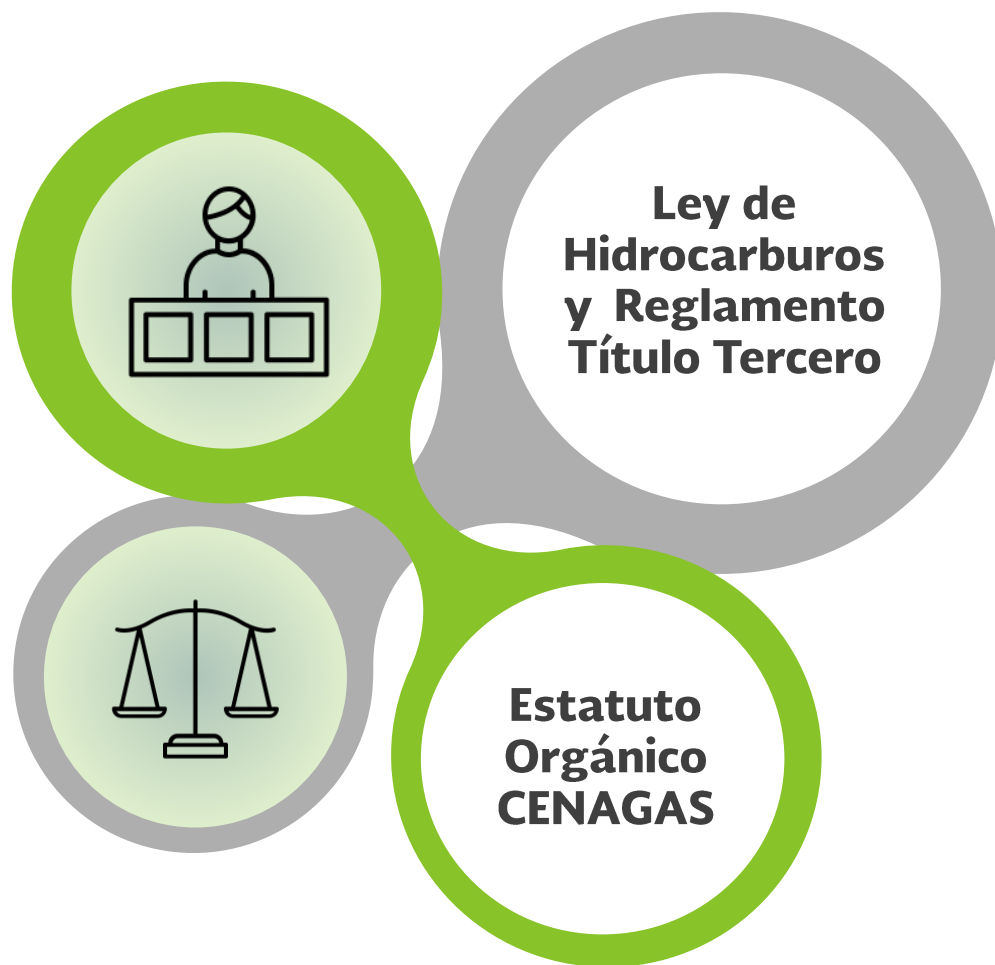 Ley de
Hidrocarburos
y Reglamento
Título Tercero
Estatuto
Orgánico
CENAGAS